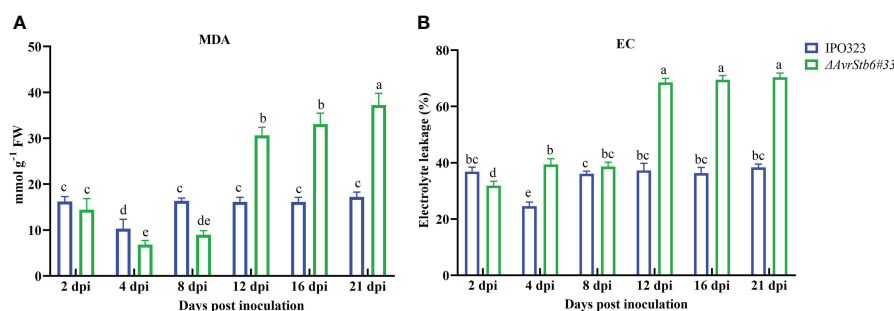 A
MDA
mmol g-1 FW
50
40
30
20
10
0
c c d e c de c b c b c a
2 dpi 4 dpi 8 dpi 12 dpi 16 dpi 21 dpi
Days post inoculation
B
EC
Electrolyte leakage (%)
80
60
40
20
0
bc d e b c bc bc a bc a bc a
2 dpi 4 dpi 8 dpi 12 dpi 16 dpi 21 dpi
Days post inoculation
IPO323
ΔAvrStb6#33